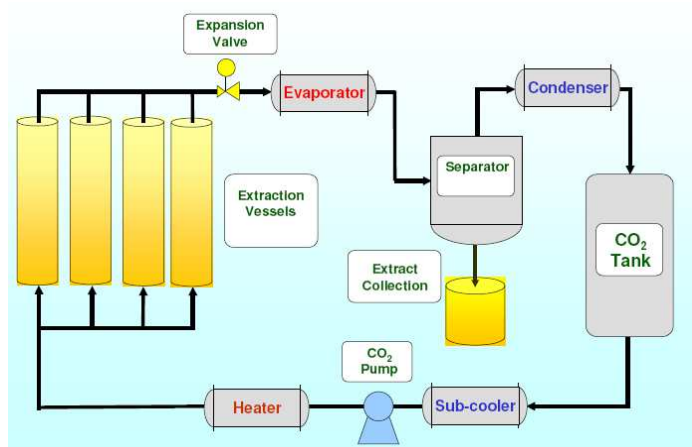 Expansion
Valve
Evaporator
Condenser
Separator
Extraction
Vessels
CO₂
Tank
Extract
Collection
CO₂
Pump
Heater
Sub-cooler